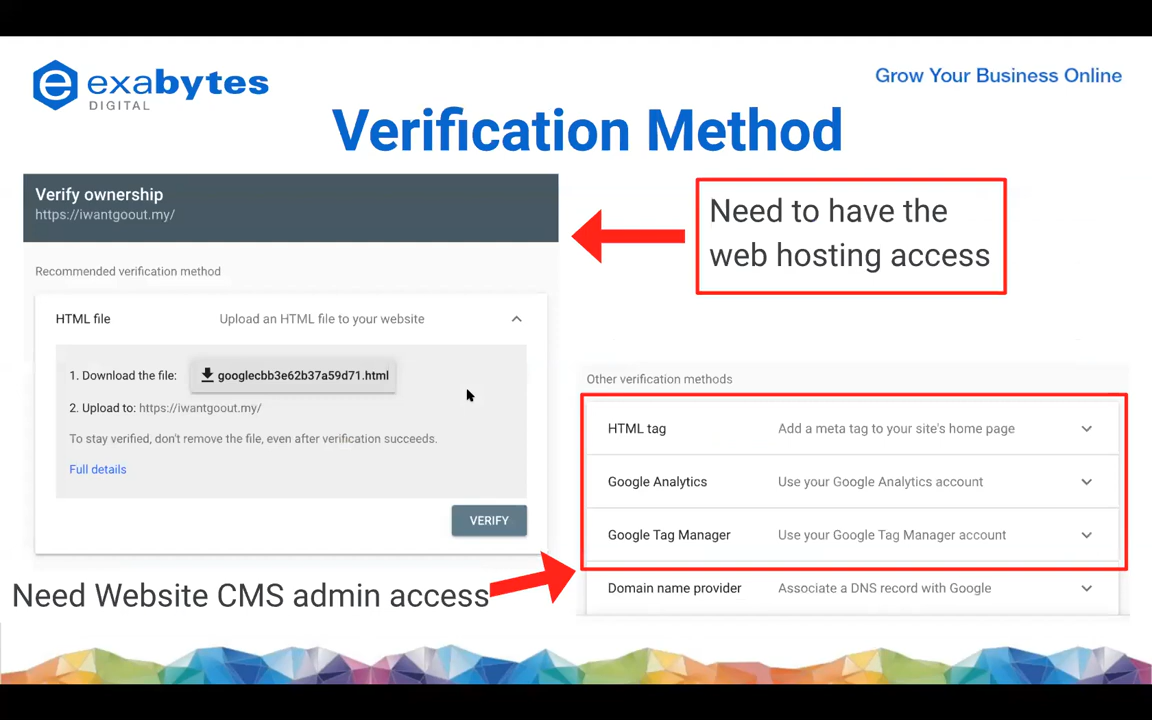 exabytes
DIGITAL
Grow Your Business Online
Verification Method
Verify ownership
https://iwantgoout.my/
Need to have the
web hosting access
Recommended verification method
HTML file Upload an HTML file to your website
1. Download the file: googlecbb3e62b37a59d71.html
2. Upload to: https://iwantgoout.my/
To stay verified, don't remove the file, even after verification succeeds.
Full details
VERIFY
Need Website CMS admin access
Other verification methods
HTML tag Add a meta tag to your site's home page
Google Analytics Use your Google Analytics account
Google Tag Manager Use your Google Tag Manager account
Domain name provider Associate a DNS record with Google